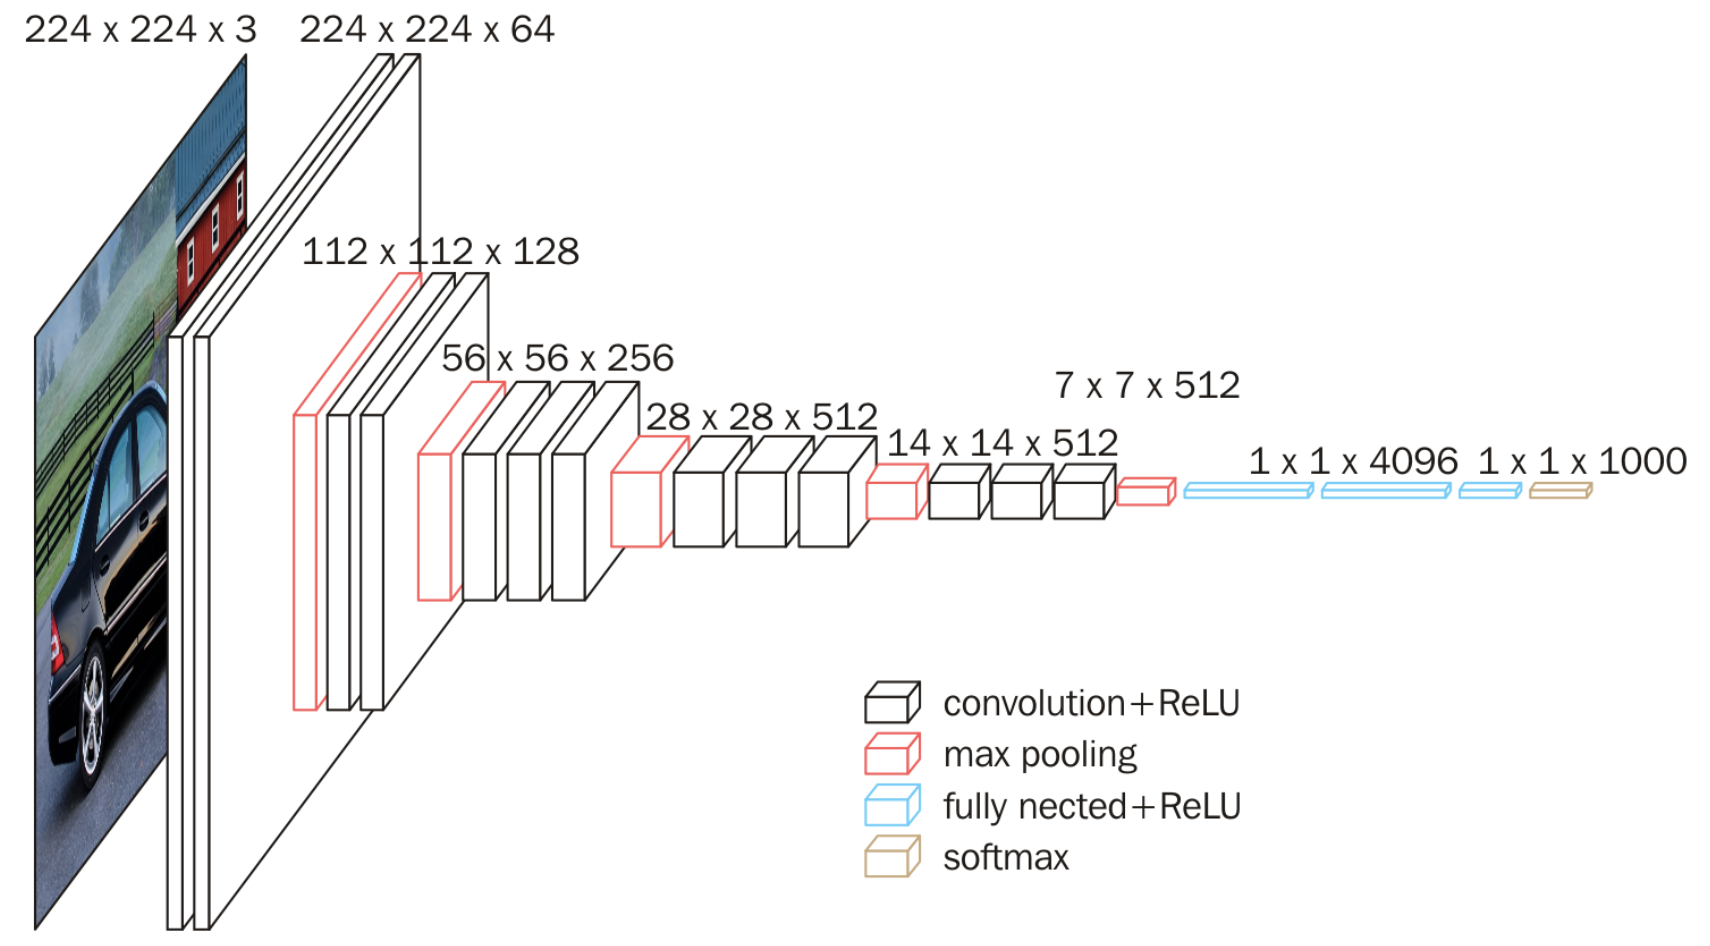 224 x 224 x 3
224 x 224 x 64
112 x 112 x 128
56 x 56 x 256
28 x 28 x 512
14 x 14 x 512
7 x 7 x 512
1 x 1 x 4096
1 x 1 x 1000
convolution+ReLU
max pooling
fully nected+ReLU
softmax